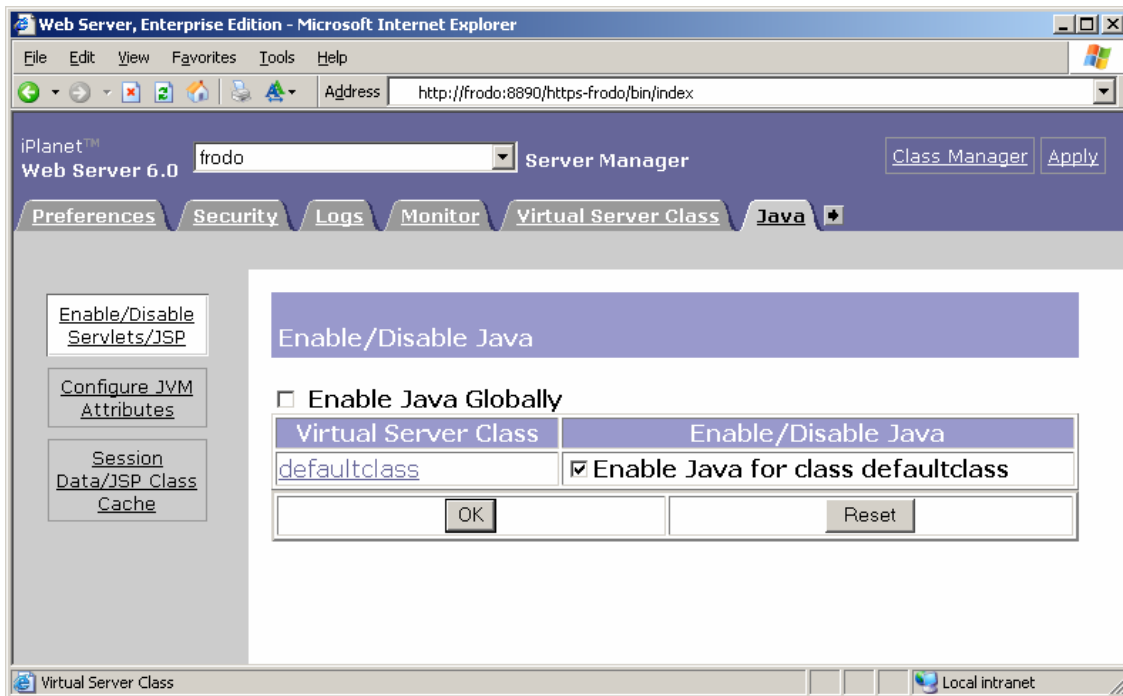 Web Server, Enterprise Edition - Microsoft Internet Explorer
File Edit View Favorites Tools Help
Address http://frodo:8890/https-frodo/bin/index
iPlanet™
Web Server 6.0 frodo Server Manager Class Manager Apply
Preferences Security Logs Monitor Virtual Server Class Java
Enable/Disable
Servlets/JSP
Configure JVM
Attributes
Session
Data/JSP Class
Cache
Enable/Disable Java
Enable Java Globally
Virtual Server Class Enable/Disable Java
defaultclass Enable Java for class defaultclass
OK Reset
Virtual Server Class Local intranet